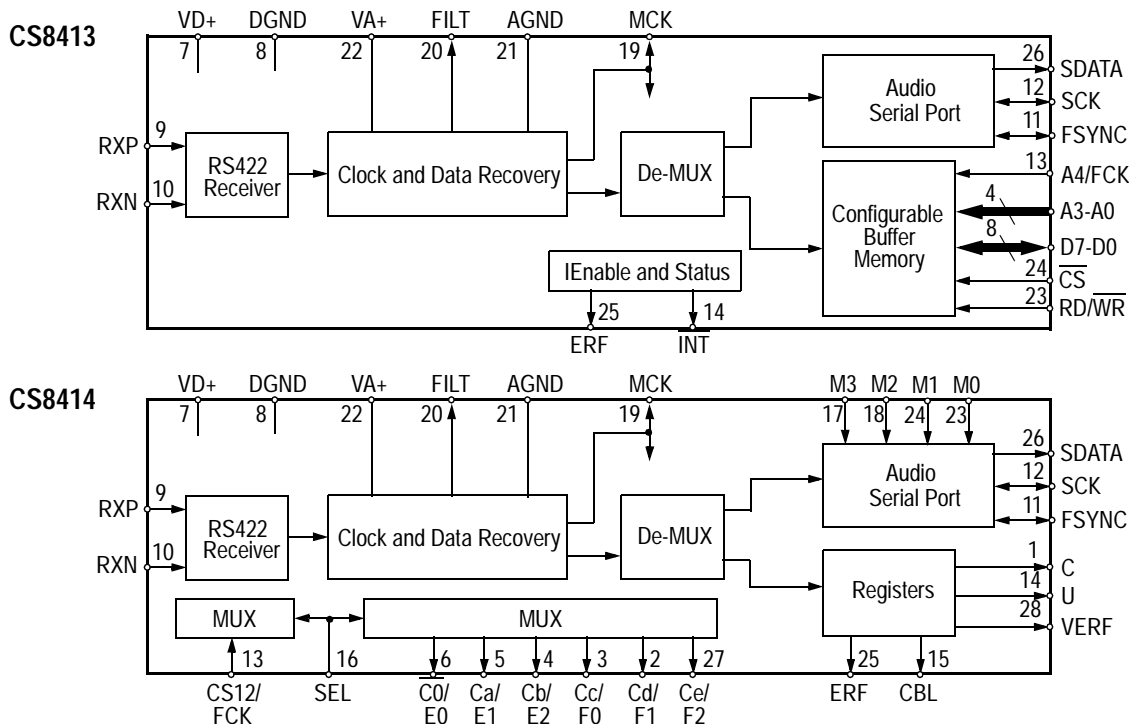 CS8413
VD+ DGND VA+ FILT AGND MCK
7 8 22 20 21 19
26 SDATA
Audio
Serial Port
12 SCK
11 FSYNC
9
RXP
RS422
Receiver
10
RXN
Clock and Data Recovery
De-MUX
13 A4/FCK
4 A3-A0
Configurable
Buffer
Memory
8 D7-D0
24 CS
23 RD/WR
IEnable and Status
25 14
ERF INT
CS8414
VD+ DGND VA+ FILT AGND MCK M3 M2 M1 M0
7 8 22 20 21 19 17 18 24 23
26 SDATA
Audio
Serial Port
12 SCK
11 FSYNC
9
RXP
RS422
Receiver
10
RXN
Clock and Data Recovery
De-MUX
1 C
Registers
14 U
28 VERF
MUX MUX
13 16 6 5 4 3 2 27 25 15
CS12/ SEL C0/ Ca/ Cb/ Cc/ Cd/ Ce/ ERF CBL
FCK E0 E1 E2 F0 F1 F2